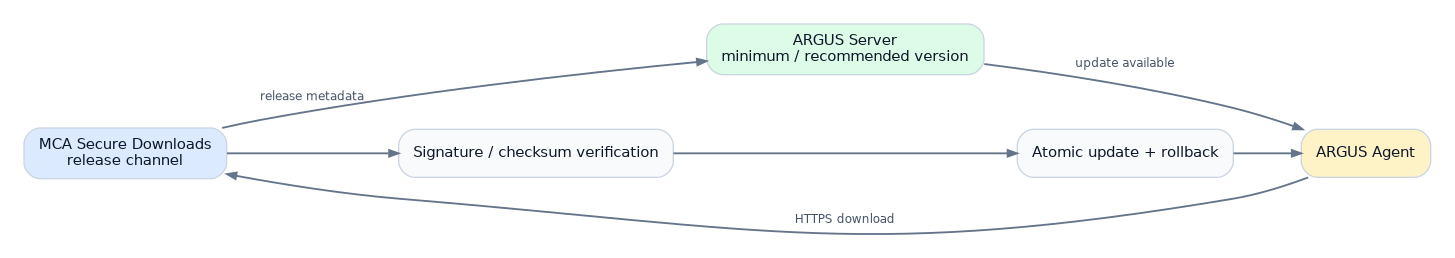 ARGUS Server
minimum / recommended version
update available
release metadata
MCA Secure Downloads
release channel
Signature / checksum verification
Atomic update + rollback
ARGUS Agent
HTTPS download